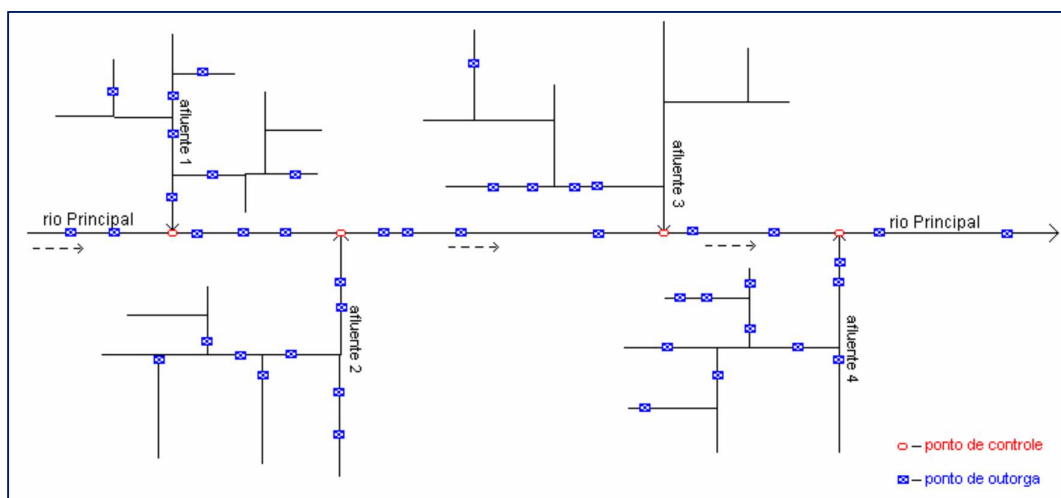 afluente 1
afluente 3
rio Principal
rio Principal
afluente 2
afluente 4
– ponto de controle
– ponto de outorga